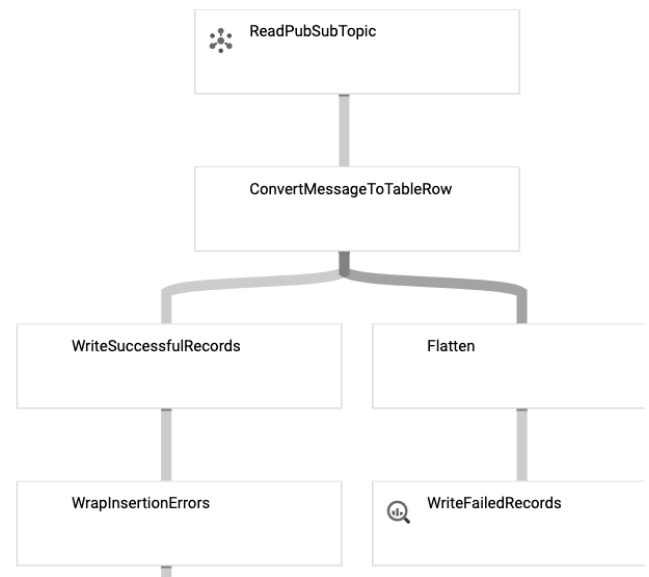 ReadPubSubTopic
ConvertMessageToTableRow
WriteSuccessfulRecords
Flatten
WrapInsertionErrors
WriteFailedRecords